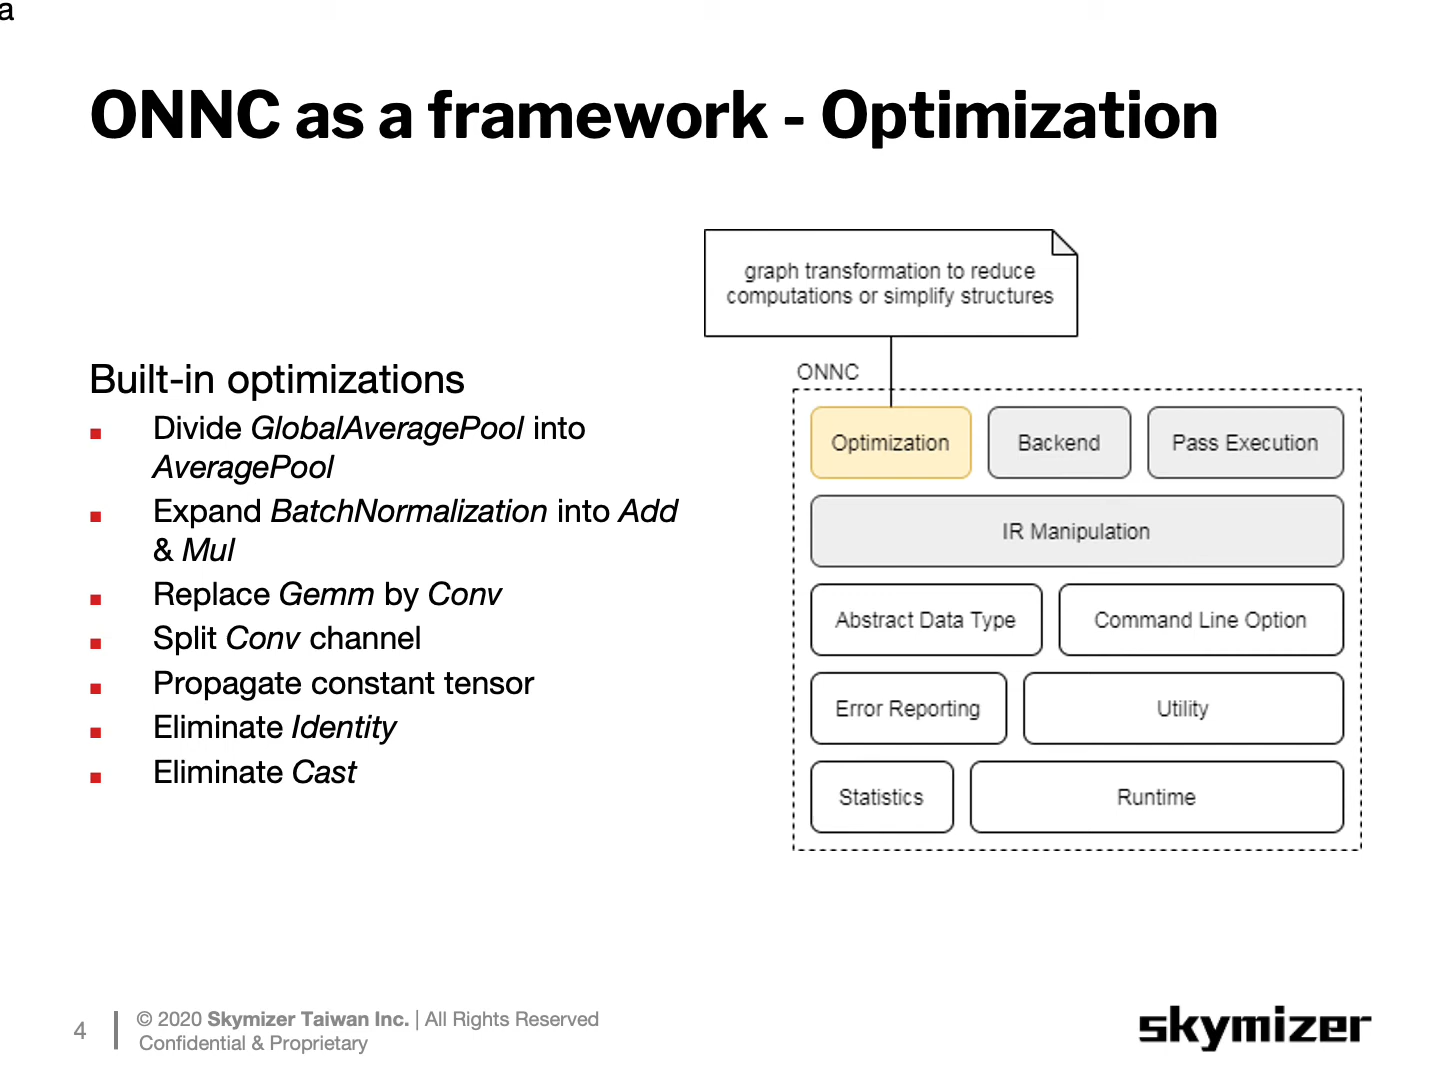 a
ONNC as a framework - Optimization
graph transformation to reduce
computations or simplify structures
Built-in optimizations
■ Divide GlobalAveragePool into
AveragePool
■ Expand BatchNormalization into Add
& Mul
■ Replace Gemm by Conv
■ Split Conv channel
■ Propagate constant tensor
■ Eliminate Identity
■ Eliminate Cast
ONNC
Optimization
Backend
Pass Execution
IR Manipulation
Abstract Data Type
Command Line Option
Error Reporting
Utility
Statistics
Runtime
4
© 2020 Skymizer Taiwan Inc. | All Rights Reserved
Confidential & Proprietary
skymizer